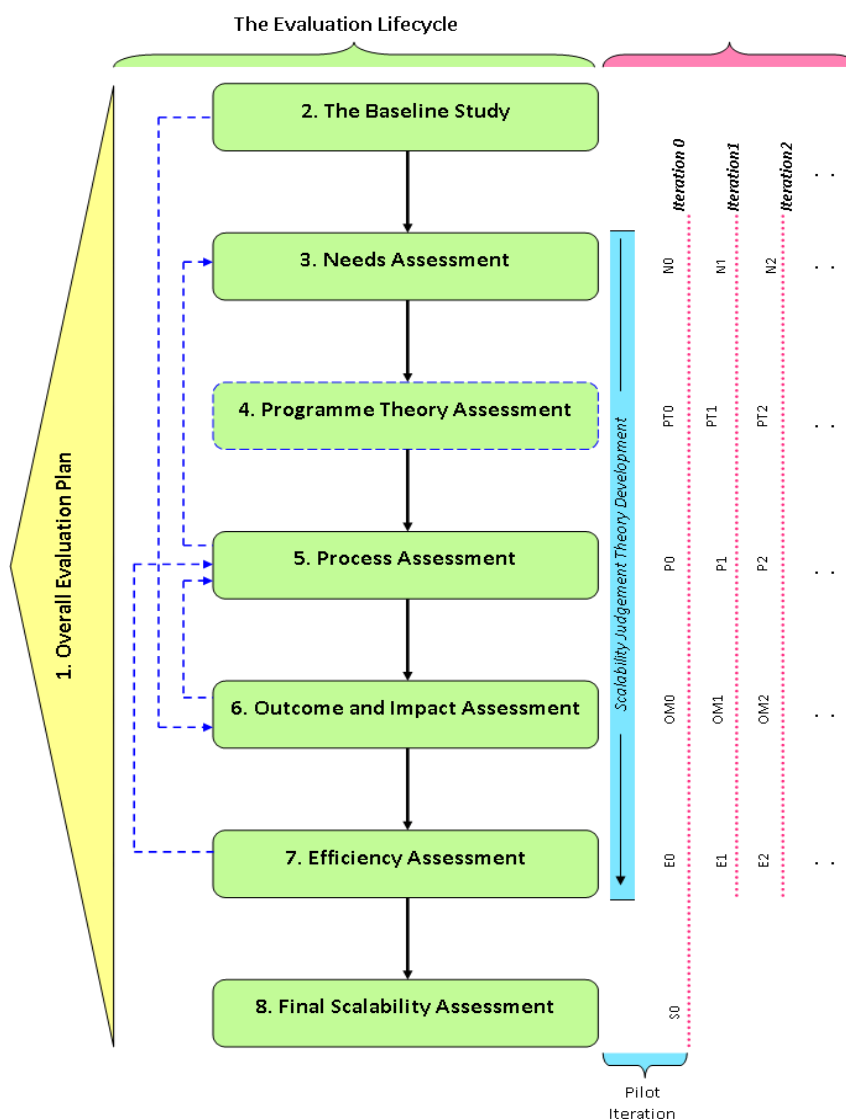 The Evaluation Lifecycle
2. The Baseline Study
Iteration 0
Iteration1
Iteration2
. .
3. Needs Assessment
N0
N1
N2
. .
4. Programme Theory Assessment
PT0
PT1
PT2
. .
Scalability Judgement Theory Development
1. Overall Evaluation Plan
5. Process Assessment
P0
P1
P2
. .
6. Outcome and Impact Assessment
OM0
OM1
OM2
. .
7. Efficiency Assessment
E0
E1
E2
. .
8. Final Scalability Assessment
S0
Pilot
Iteration